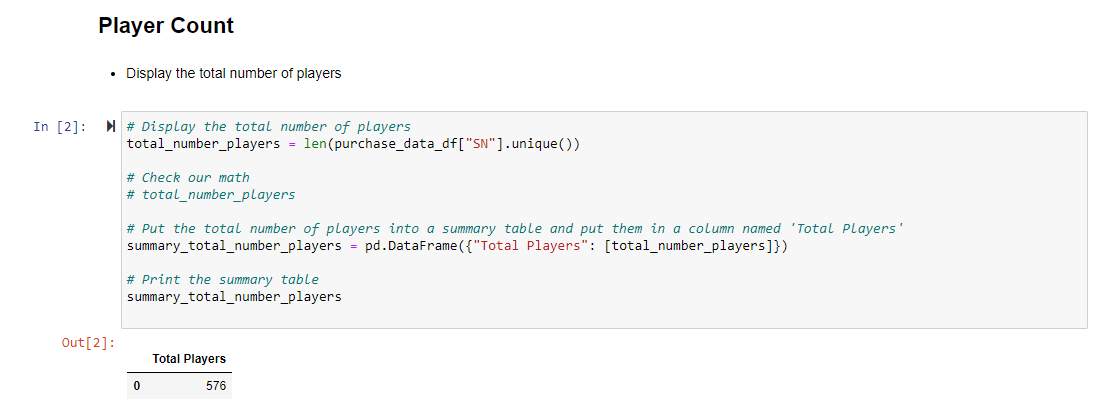 Player Count
• Display the total number of players
In [2]:
# Display the total number of players
total_number_players = len(purchase_data_df["SN"].unique())
# Check our math
# total_number_players
# Put the total number of players into a summary table and put them in a column named 'Total Players'
summary_total_number_players = pd.DataFrame({"Total Players": [total_number_players]})
# Print the summary table
summary_total_number_players
Out[2]:
Total Players
0 576